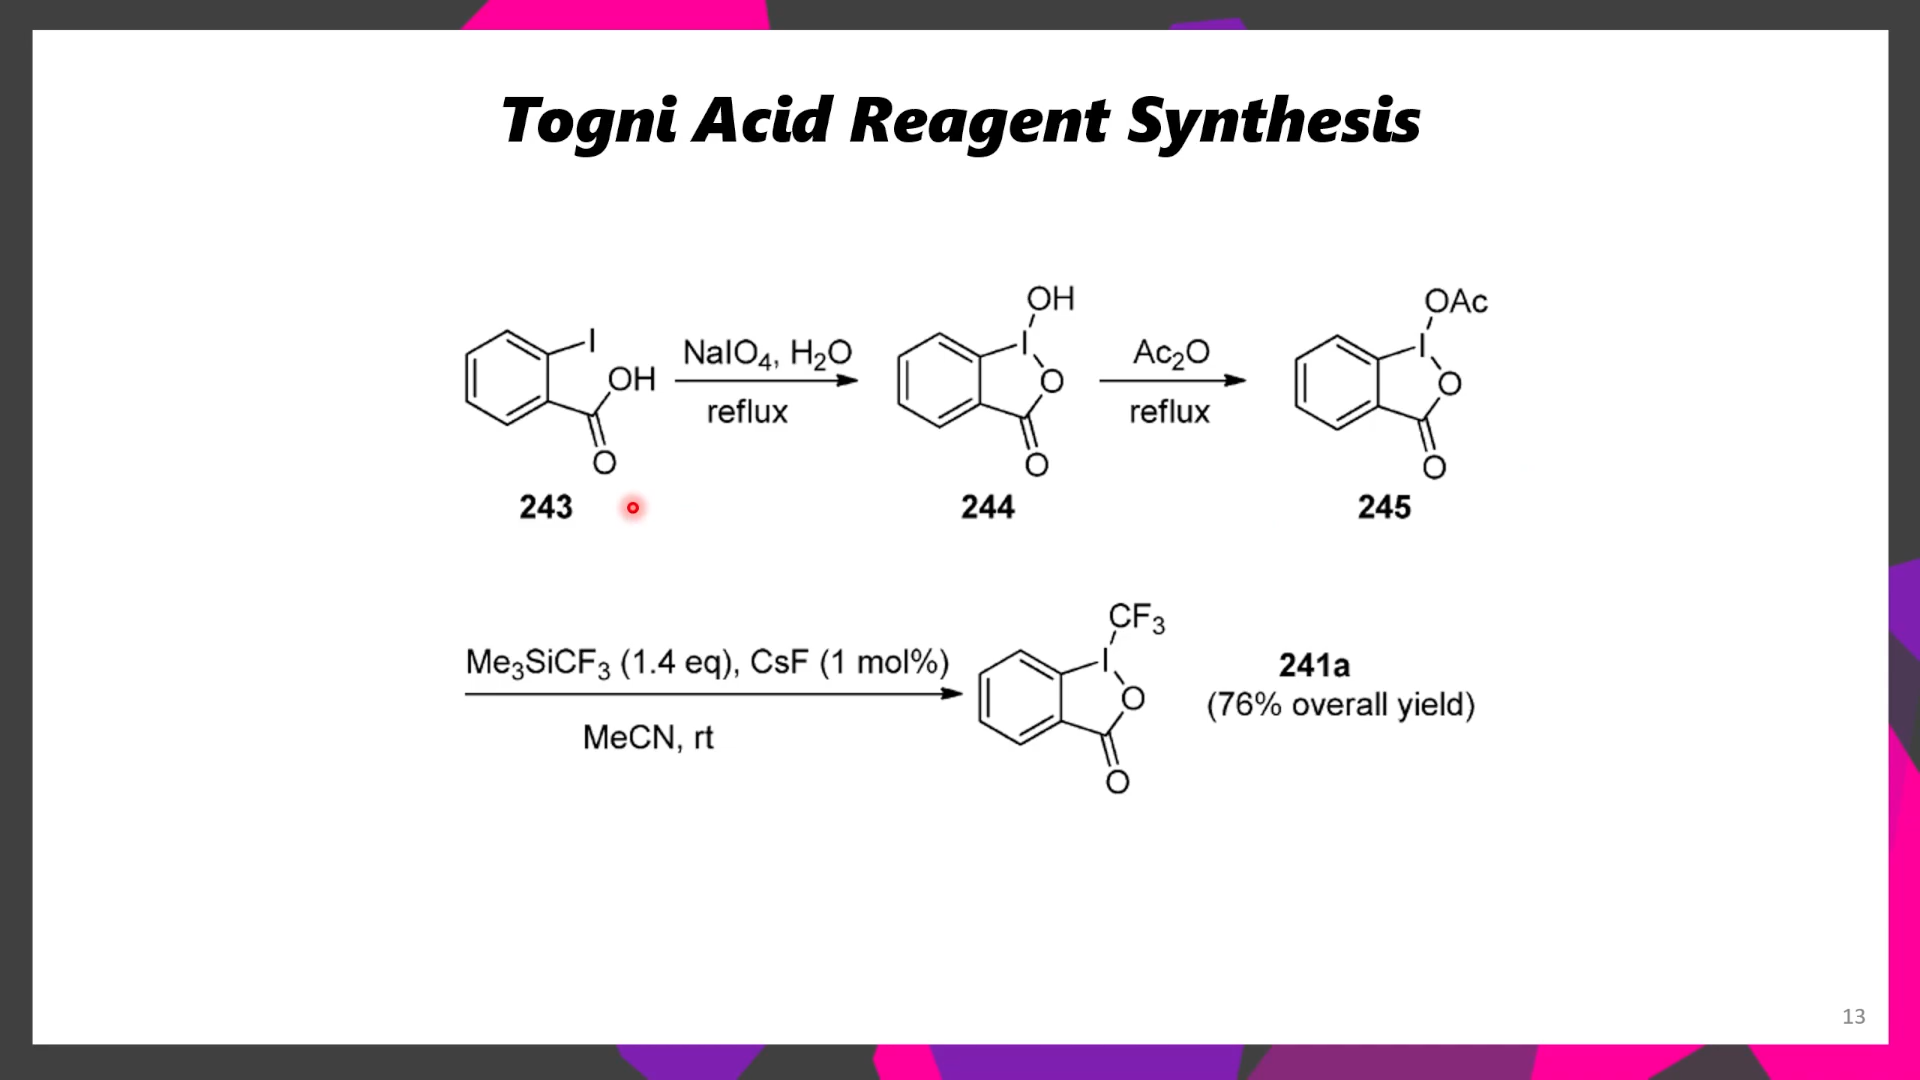 Togni Acid Reagent Synthesis
I
OH
O
243
NaIO₄, H₂O
reflux
OH
I
O
O
244
Ac₂O
reflux
OAc
I
O
O
245
Me₃SiCF₃ (1.4 eq), CsF (1 mol%)
MeCN, rt
CF₃
I
O
O
241a
(76% overall yield)
13